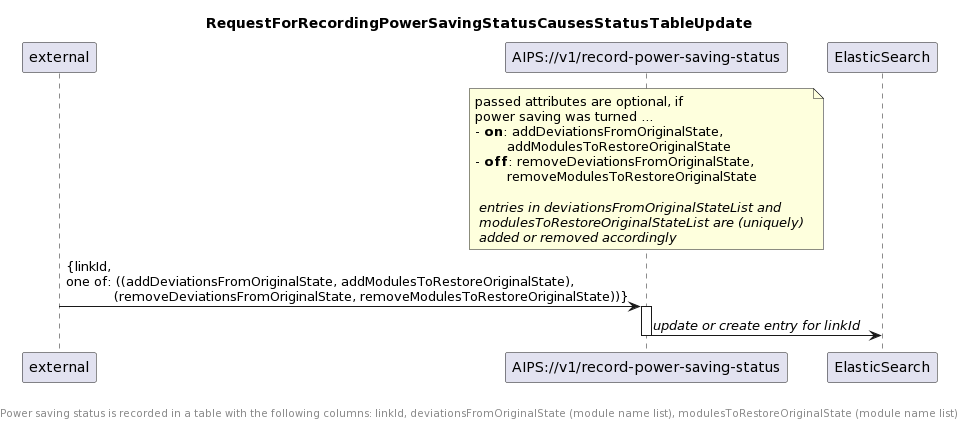 RequestForRecordingPowerSavingStatusCausesStatusTableUpdate
external
AIPS://v1/record-power-saving-status
ElasticSearch
passed attributes are optional, if
power saving was turned ...
- on: addDeviationsFromOriginalState,
addModulesToRestoreOriginalState
- off: removeDeviationsFromOriginalState,
removeModulesToRestoreOriginalState
entries in deviationsFromOriginalStateList and
modulesToRestoreOriginalStateList are (uniquely)
added or removed accordingly
{linkId,
one of: ((addDeviationsFromOriginalState, addModulesToRestoreOriginalState),
(removeDeviationsFromOriginalState, removeModulesToRestoreOriginalState))}
update or create entry for linkId
external
AIPS://v1/record-power-saving-status
ElasticSearch
Power saving status is recorded in a table with the following columns: linkId, deviationsFromOriginalState (module name list), modulesToRestoreOriginalState (module name list)